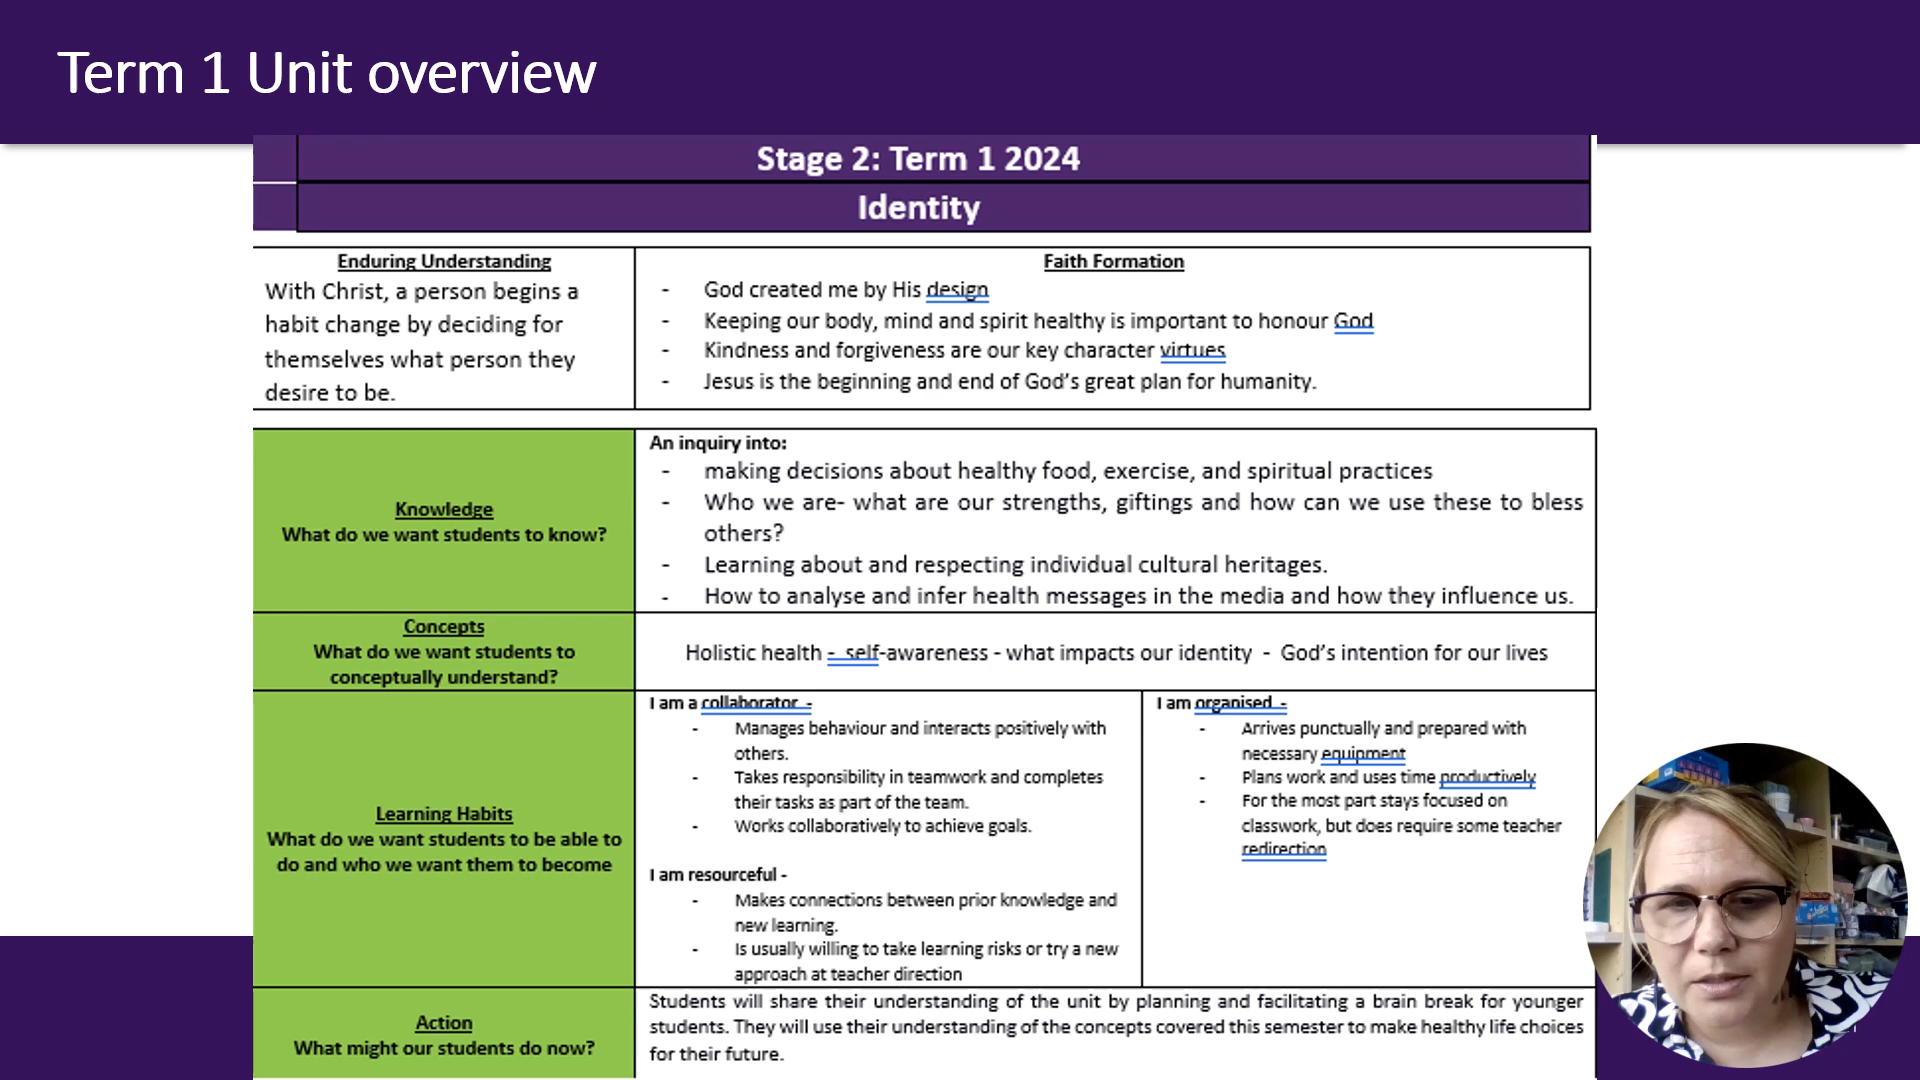 Term 1 Unit overview
Stage 2: Term 1 2024
Identity
Enduring Understanding
With Christ, a person begins a
habit change by deciding for
themselves what person they
desire to be.
Faith Formation
- God created me by His design
- Keeping our body, mind and spirit healthy is important to honour God
- Kindness and forgiveness are our key character virtues
- Jesus is the beginning and end of God's great plan for humanity.
Knowledge
What do we want students to know?
An inquiry into:
- making decisions about healthy food, exercise, and spiritual practices
- Who we are- what are our strengths, giftings and how can we use these to bless
others?
- Learning about and respecting individual cultural heritages.
- How to analyse and infer health messages in the media and how they influence us.
Concepts
What do we want students to
conceptually understand?
Holistic health - self-awareness - what impacts our identity - God's intention for our lives
Learning Habits
What do we want students to be able to
do and who we want them to become
I am a collaborator -
- Manages behaviour and interacts positively with
others.
- Takes responsibility in teamwork and completes
their tasks as part of the team.
- Works collaboratively to achieve goals.
I am resourceful -
- Makes connections between prior knowledge and
new learning.
- Is usually willing to take learning risks or try a new
approach at teacher direction
I am organised -
- Arrives punctually and prepared with
necessary equipment
- Plans work and uses time productively
- For the most part stays focused on
classwork, but does require some teacher
redirection
Action
What might our students do now?
Students will share their understanding of the unit by planning and facilitating a brain break for younger
students. They will use their understanding of the concepts covered this semester to make healthy life choices
for their future.